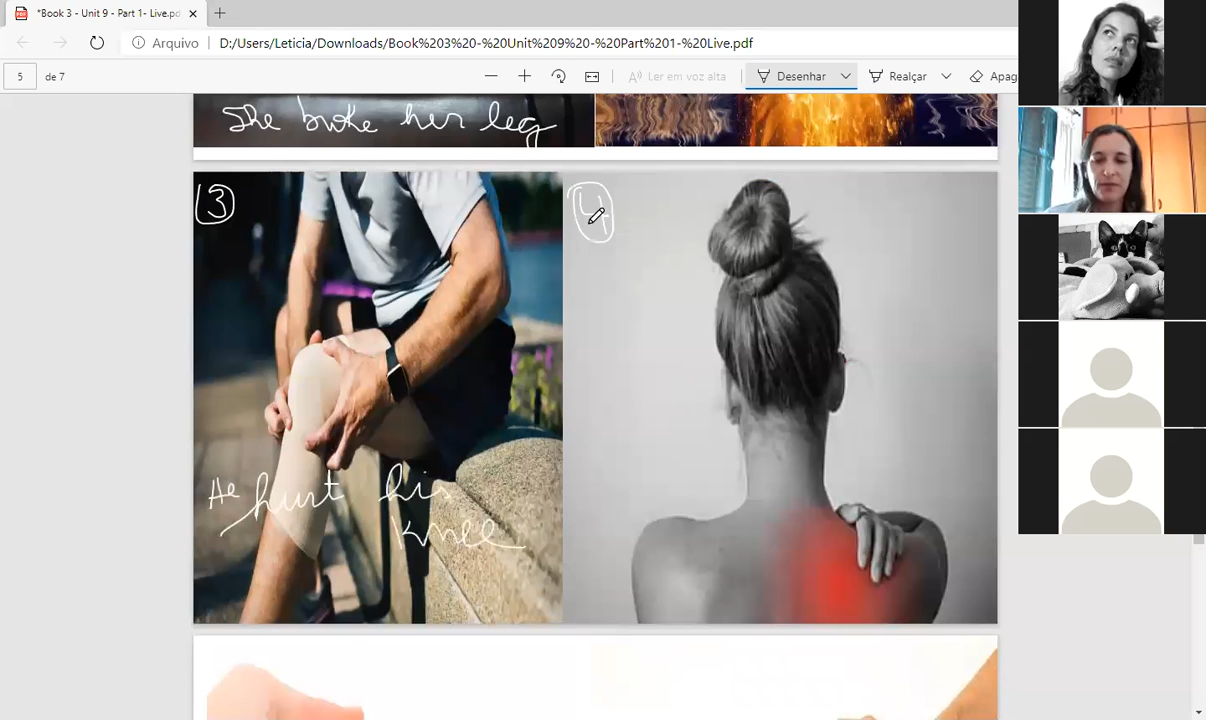 *Book 3 - Unit 9 - Part 1- Live.pd
Arquivo D:/Users/Leticia/Downloads/Book%203%20-%20Unit%209%20-%20Part%201-%20Live.pdf
5 de 7 Ler em voz alta Desenhar Realçar Apag
She broke her leg
3 4
He hurt his
knee